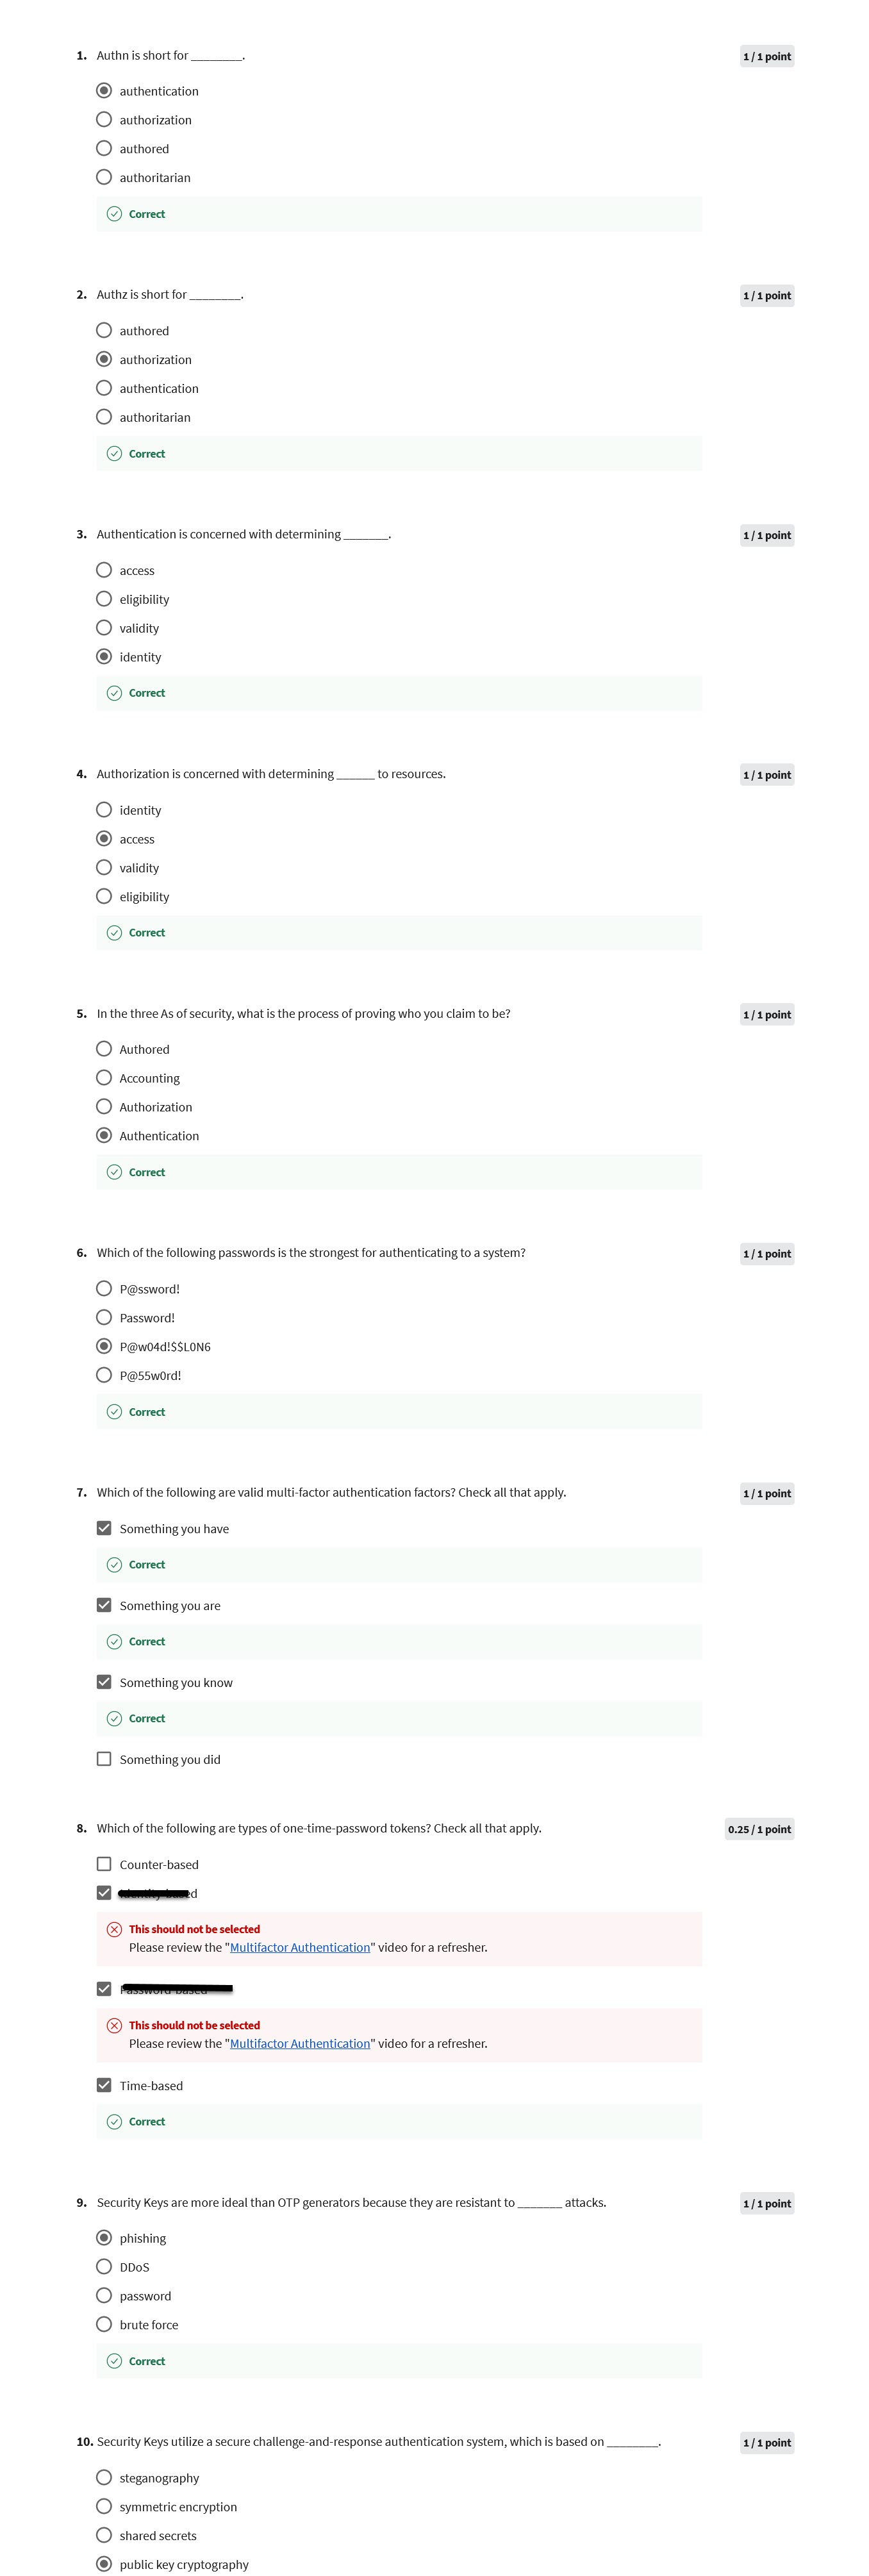 1. Authn is short for ________.
1 / 1 point
authentication
authorization
authored
authoritarian
Correct
2. Authz is short for ________.
1 / 1 point
authored
authorization
authentication
authoritarian
Correct
3. Authentication is concerned with determining _______.
1 / 1 point
access
eligibility
validity
identity
Correct
4. Authorization is concerned with determining ______ to resources.
1 / 1 point
identity
access
validity
eligibility
Correct
5. In the three As of security, what is the process of proving who you claim to be?
1 / 1 point
Authored
Accounting
Authorization
Authentication
Correct
6. Which of the following passwords is the strongest for authenticating to a system?
1 / 1 point
P@ssword!
Password!
P@w04d!$$L0N6
P@55w0rd!
Correct
7. Which of the following are valid multi-factor authentication factors? Check all that apply.
1 / 1 point
Something you have
Correct
Something you are
Correct
Something you know
Correct
Something you did
8. Which of the following are types of one-time-password tokens? Check all that apply.
0.25 / 1 point
Counter-based
This should not be selected
Please review the "Multifactor Authentication" video for a refresher.
Password-based
This should not be selected
Please review the "Multifactor Authentication" video for a refresher.
Time-based
Correct
9. Security Keys are more ideal than OTP generators because they are resistant to _______ attacks.
1 / 1 point
phishing
DDoS
password
brute force
Correct
10. Security Keys utilize a secure challenge-and-response authentication system, which is based on ________.
1 / 1 point
steganography
symmetric encryption
shared secrets
public key cryptography